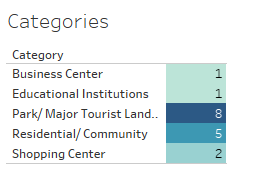 Categories
Category
Business Center 1
Educational Institutions 1
Park/ Major Tourist Land.. 8
Residential/ Community 5
Shopping Center 2